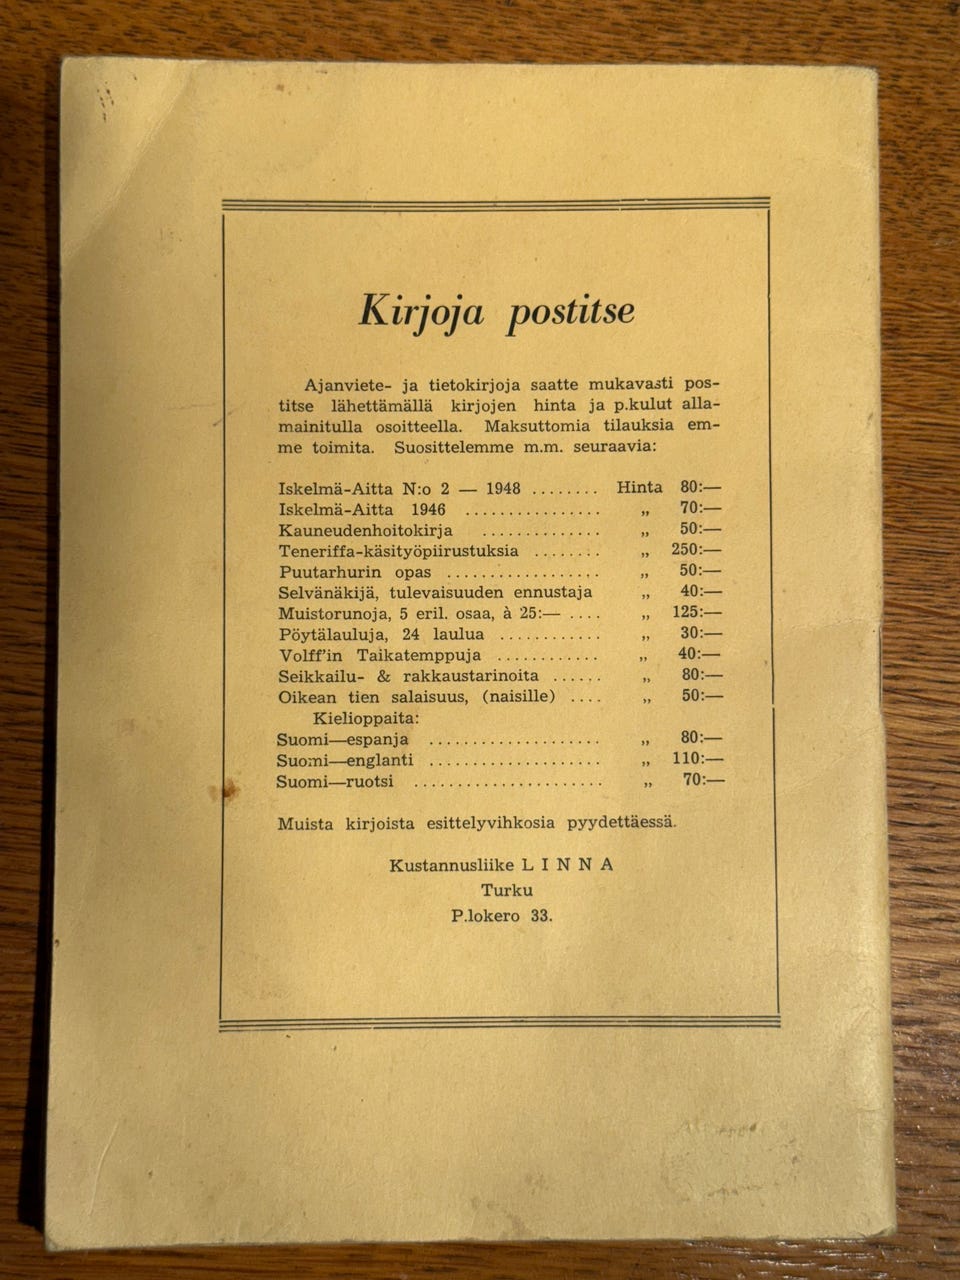 Kirjoja postitse
Ajanviete- ja tietokirjoja saatte mukavasti pos-
titse lähettämällä kirjojen hinta ja p.kulut alla-
mainitulla osoitteella. Maksuttomia tilauksia em-
me toimita. Suosittelemme m.m. seuraavia:
Iskelmä-Aitta N:o 2 — 1948 ........ Hinta 80:—
Iskelmä-Aitta 1946 ................ „ 70:—
Kauneudenhoitokirja .............. „ 50:—
Teneriffa-käsityöpiirustuksia ........ „ 250:—
Puutarhurin opas .................. „ 50:—
Selvänäkijä, tulevaisuuden ennustaja „ 40:—
Muistorunoja, 5 eril. osaa, à 25:— .... „ 125:—
Pöytälauluja, 24 laulua ............ „ 30:—
Volff'in Taikatemppuja ............ „ 40:—
Seikkailu- & rakkaustarinoita ...... „ 80:—
Oikean tien salaisuus, (naisille) .... „ 50:—
Kielioppaita:
Suomi—espanja .................... „ 80:—
Suomi—englanti .................... „ 110:—
Suomi—ruotsi ...................... „ 70:—
Muista kirjoista esittelyvihkosia pyydettäessä.
Kustannusliike L I N N A
Turku
P.lokero 33.